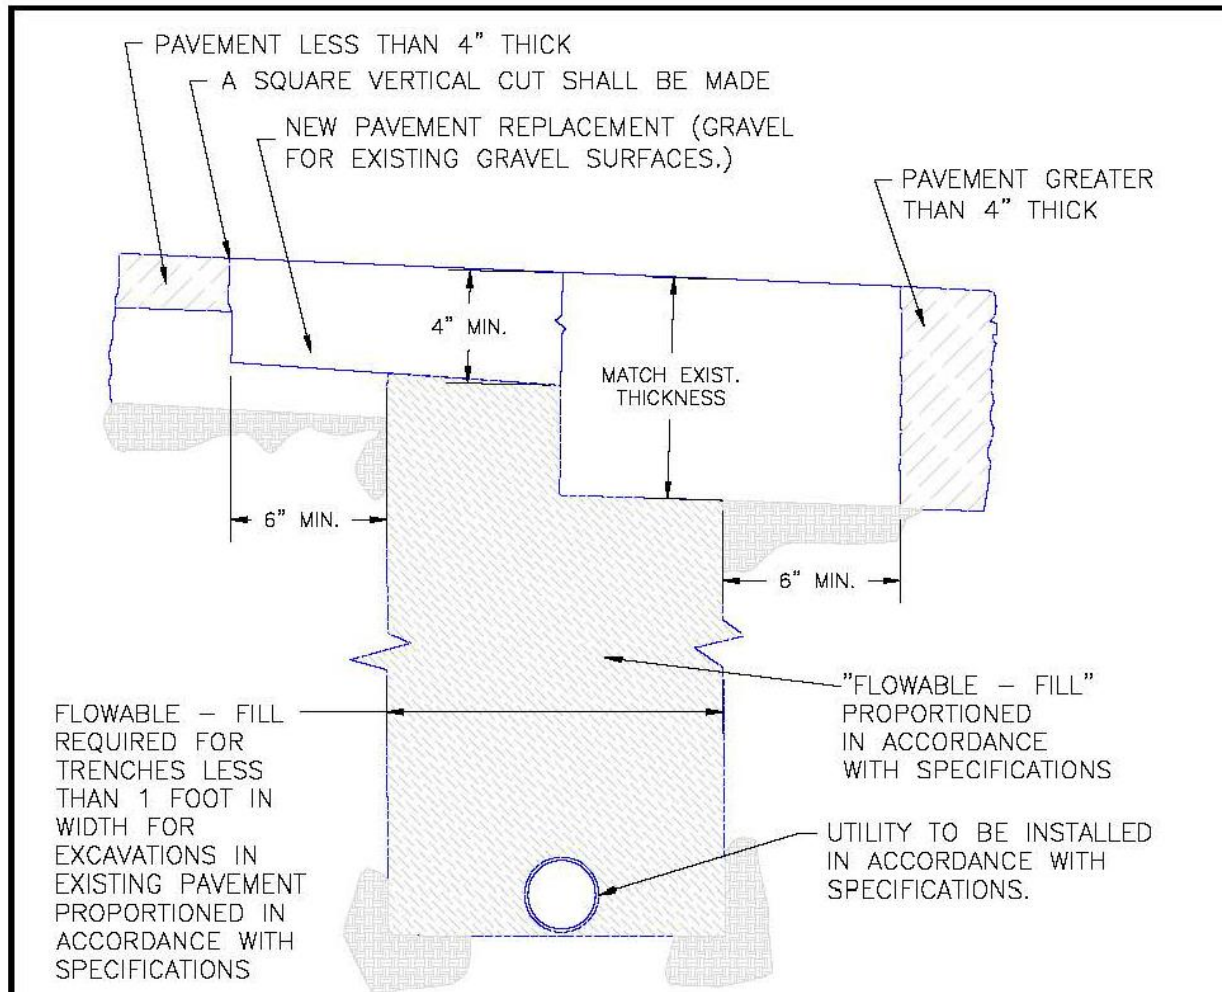 PAVEMENT LESS THAN 4" THICK
A SQUARE VERTICAL CUT SHALL BE MADE
NEW PAVEMENT REPLACEMENT (GRAVEL
FOR EXISTING GRAVEL SURFACES.)
PAVEMENT GREATER
THAN 4" THICK
4" MIN.
MATCH EXIST.
THICKNESS
6" MIN.
6" MIN.
FLOWABLE – FILL
REQUIRED FOR
TRENCHES LESS
THAN 1 FOOT IN
WIDTH FOR
EXCAVATIONS IN
EXISTING PAVEMENT
PROPORTIONED IN
ACCORDANCE WITH
SPECIFICATIONS
"FLOWABLE – FILL"
PROPORTIONED
IN ACCORDANCE
WITH SPECIFICATIONS
UTILITY TO BE INSTALLED
IN ACCORDANCE WITH
SPECIFICATIONS.